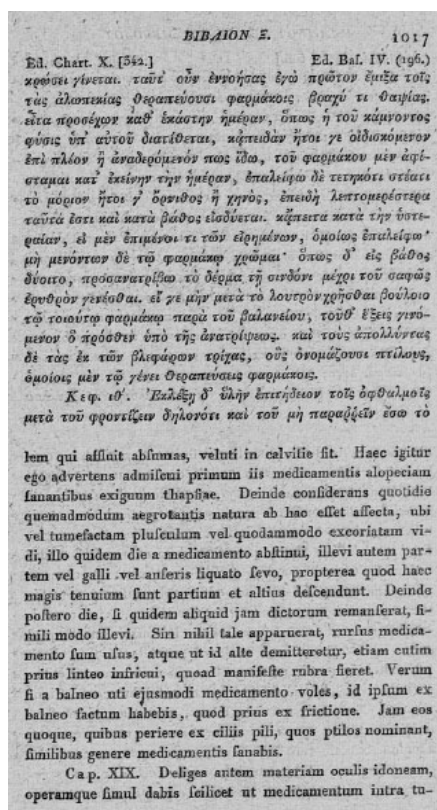 ΒΙΒΛΙΟΝ Ξ. 1017
Ed. Chart. X. [542.] Ed. Baſ. IV. (196.)
κρώσει γίνεται. ταῦτ' οὖν ἐννοήσας ἐγὼ πρῶτον ἔμιξα τοῖς
τὰς ἀλωπεκίας θεραπεύουσι φαρμάκοις βραχύ τι θαψίας.
εἶτα προσέχων καθ' ἑκάστην ἡμέραν, ὅπως ἡ τοῦ κάμνοντος
φύσις ὑπ' αὐτοῦ διατίθεται, κἀπειδὰν ἤτοι γε οἰδισκόμενον
ἐπὶ πλέον ἢ ἀναδερόμενόν πως ἴδω, τοῦ φαρμάκου μὲν ἀφί-
σταμαι κατ' ἐκείνην τὴν ἡμέραν, ἐπαλείφω δὲ τετηκότι στέατι
τὸ μόριον ἤτοι γ' ὄρνιθος ἢ χηνὸς, ἐπειδὴ λεπτομερέστερα
ταῦτά ἐστι καὶ κατὰ βάθος εἰσδύεται. κἄπειτα κατὰ τὴν ὑστε-
ραίαν, εἰ μὲν ἐπιμένοι τι τῶν εἰρημένων, ὁμοίως ἐπαλείφω·
μὴ μενόντων δὲ τῷ φαρμάκῳ χρῶμαι· ὅπως δ' εἰς βάθος
δύοιτο, προσανατρίβω τὸ δέρμα τῇ σινδόνι μέχρι τοῦ σαφῶς
ἐρυθρὸν γενέσθαι. εἴ γε μὴν μετὰ τὸ λουτρὸν χρῆσθαι βούλοιο
τῷ τοιούτῳ φαρμάκῳ παρὰ τοῦ βαλανείου, τοῦθ' ἕξεις γινό-
μενον ὃ πρόσθεν ὑπὸ τῆς ἀνατρίψεως. καὶ τοὺς ἀπολλύντας
δὲ τὰς ἐκ τῶν βλεφάρων τρίχας, οὓς ὀνομάζουσι πτίλους,
ὁμοίοις μὲν τῷ γένει θεραπεύσεις φαρμάκοις.
Κεφ. ιθ'. Ἐκλέξῃ δ' ὕλην ἐπιτήδειον τοῖς ὀφθαλμοῖς
μετὰ τοῦ φροντίζειν δηλονότι καὶ τοῦ μὴ παραῤῥεῖν ἔσω τὸ
lem qui aſſinit abſumas, veluti in calvitie fit. Haec igitur
ego advertens admiſcui primum iis medicamentis alopeciam
ſanantibus exiguum thapſiae. Deinde conſiderans quotidie
quemadmodum aegrotantis natura ab hac eſſet aſſecta, ubi
vel tumefactam pluſculum vel quodammodo excoriatam vi-
di, illo quidem die a medicamento abſtinui, illevi autem par-
tem vel galli vel anſeris liquato ſevo, propterea quod haec
magis tenuium ſunt partium et altius deſcendunt. Deinde
poſtero die, ſi quidem aliquid jam dictorum remanſerat, ſi-
mili modo illevi. Sin nihil tale apparuerat, rurſus medica-
mento ſum uſus, atque ut id alte demitteretur, etiam cutim
prius linteo infricui, quoad manifeſte rubra fieret. Verum
ſi a balneo uti ejusmodi medicamento voles, id ipſum ex
balneo factum habebis, quod prius ex frictione. Jam eos
quoque, quibus periere ex ciliis pili, quos ptilos nominant,
ſimilibus genere medicamentis ſanabis.
Cap. XIX. Deliges autem materiam oculis idoneam,
operamque ſimul dabis ſcilicet ut medicamentum intra tu-